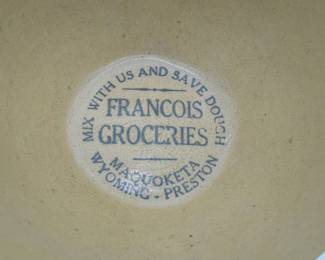 MIX WITH US AND SAVE DOUGH
FRANCOIS
GROCERIES
MAQUOKETA
WYOMING - PRESTON